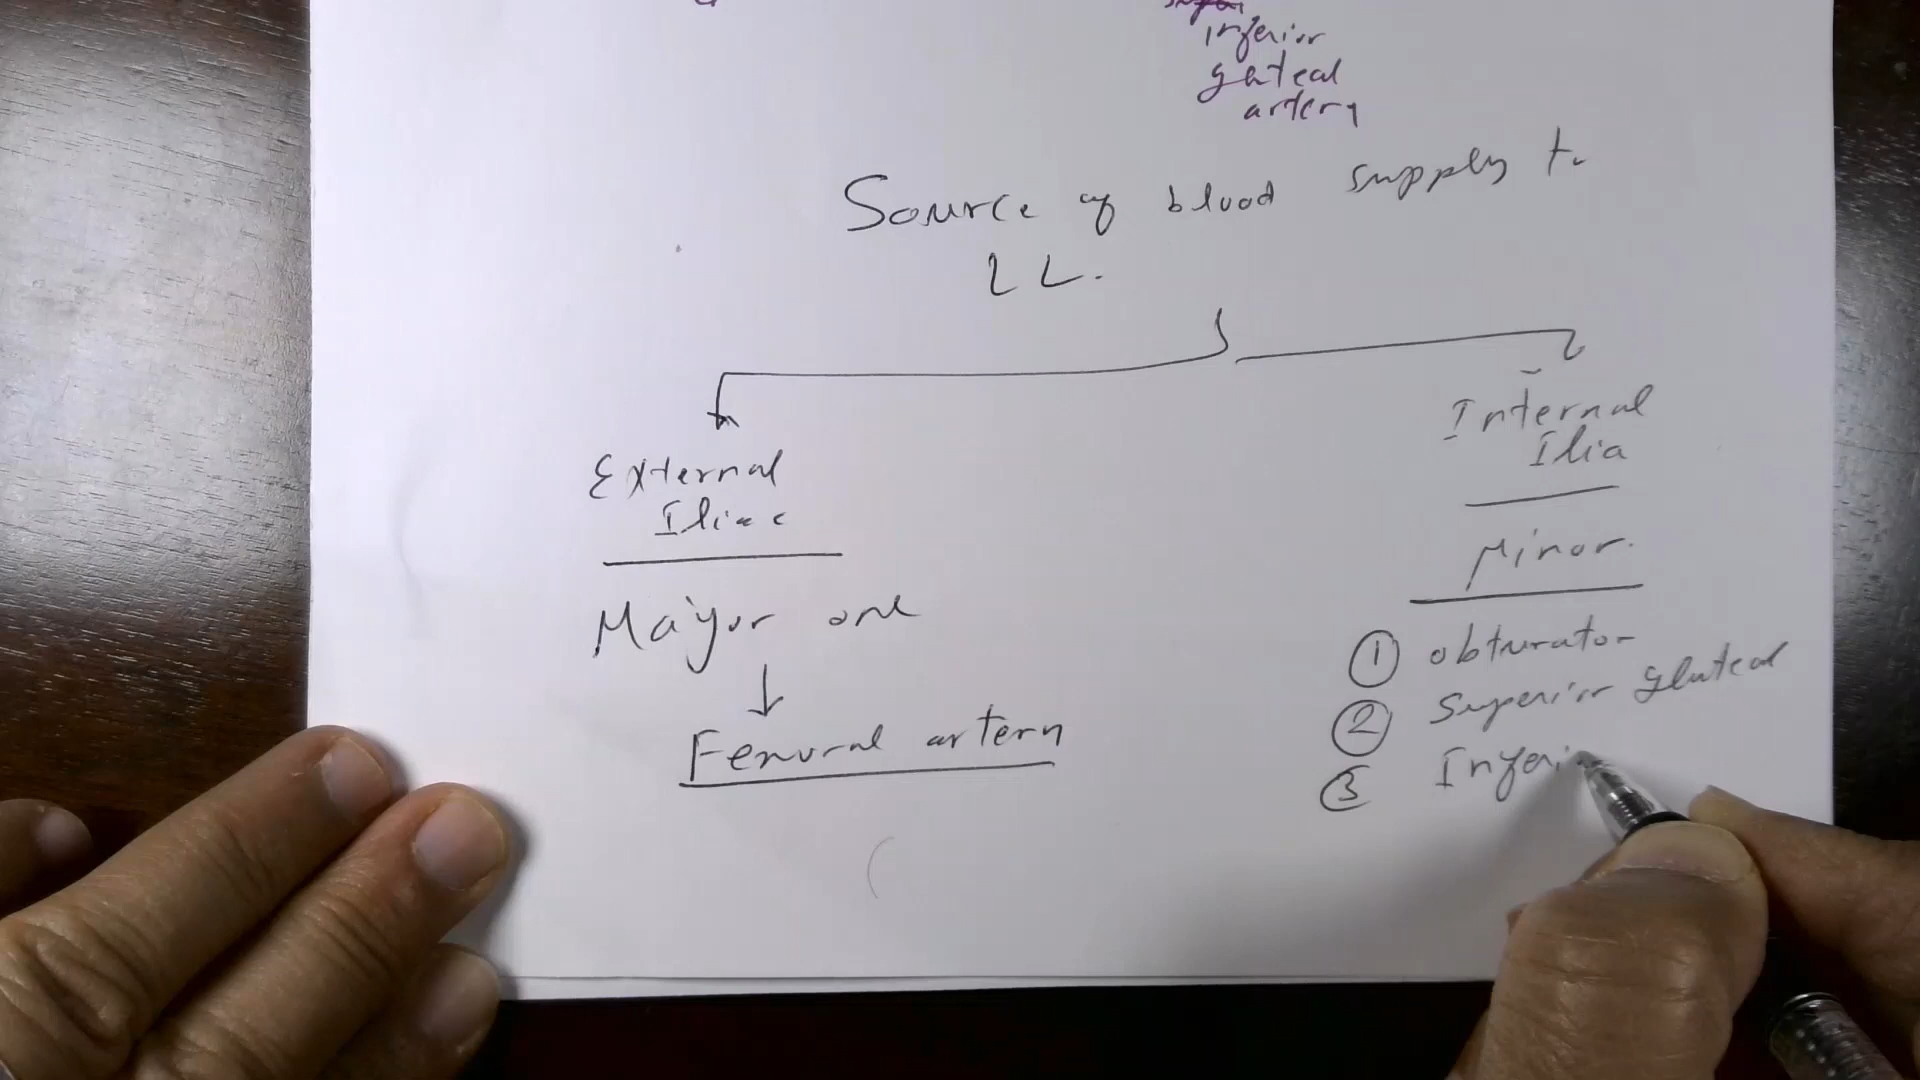 inferior
gluteal
artery
Source of blood supply to
LL.
External
Iliac
Major one
Femoral artery
Internal
Ilia
Minor.
① obturator
② Superior gluteal
③ Inferi